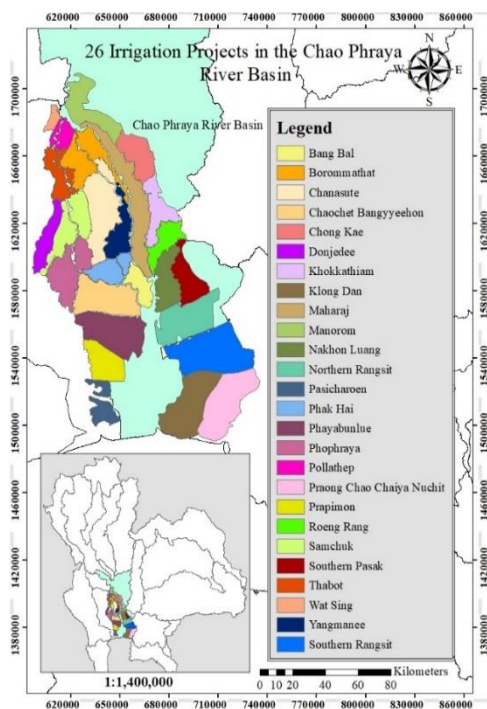 620000 650000 680000 710000 740000 770000 800000 830000 860000
26 Irrigation Projects in the Chao Phraya
River Basin
N
W E
S
Chao Phraya River Basin
1700000
1660000
1620000
1580000
1540000
1500000
1460000
1420000
1380000
Legend
Bang Bal
Borommathat
Chanasute
Chaochet Bangyyeehon
Chong Kae
Donjedee
Khokkathiam
Klong Dan
Maharaj
Manorom
Nakhon Luang
Northern Rangsit
Pasicharoen
Phak Hai
Phayabunlue
Phophraya
Pollathep
Praong Chao Chaiya Nuchit
Prapimon
Roeng Rang
Samchuk
Southern Pasak
Thabot
Wat Sing
Yangmanee
Southern Rangsit
1:1,400,000
Kilometers
0 10 20 40 60 80
620000 650000 680000 710000 740000 770000 800000 830000 860000